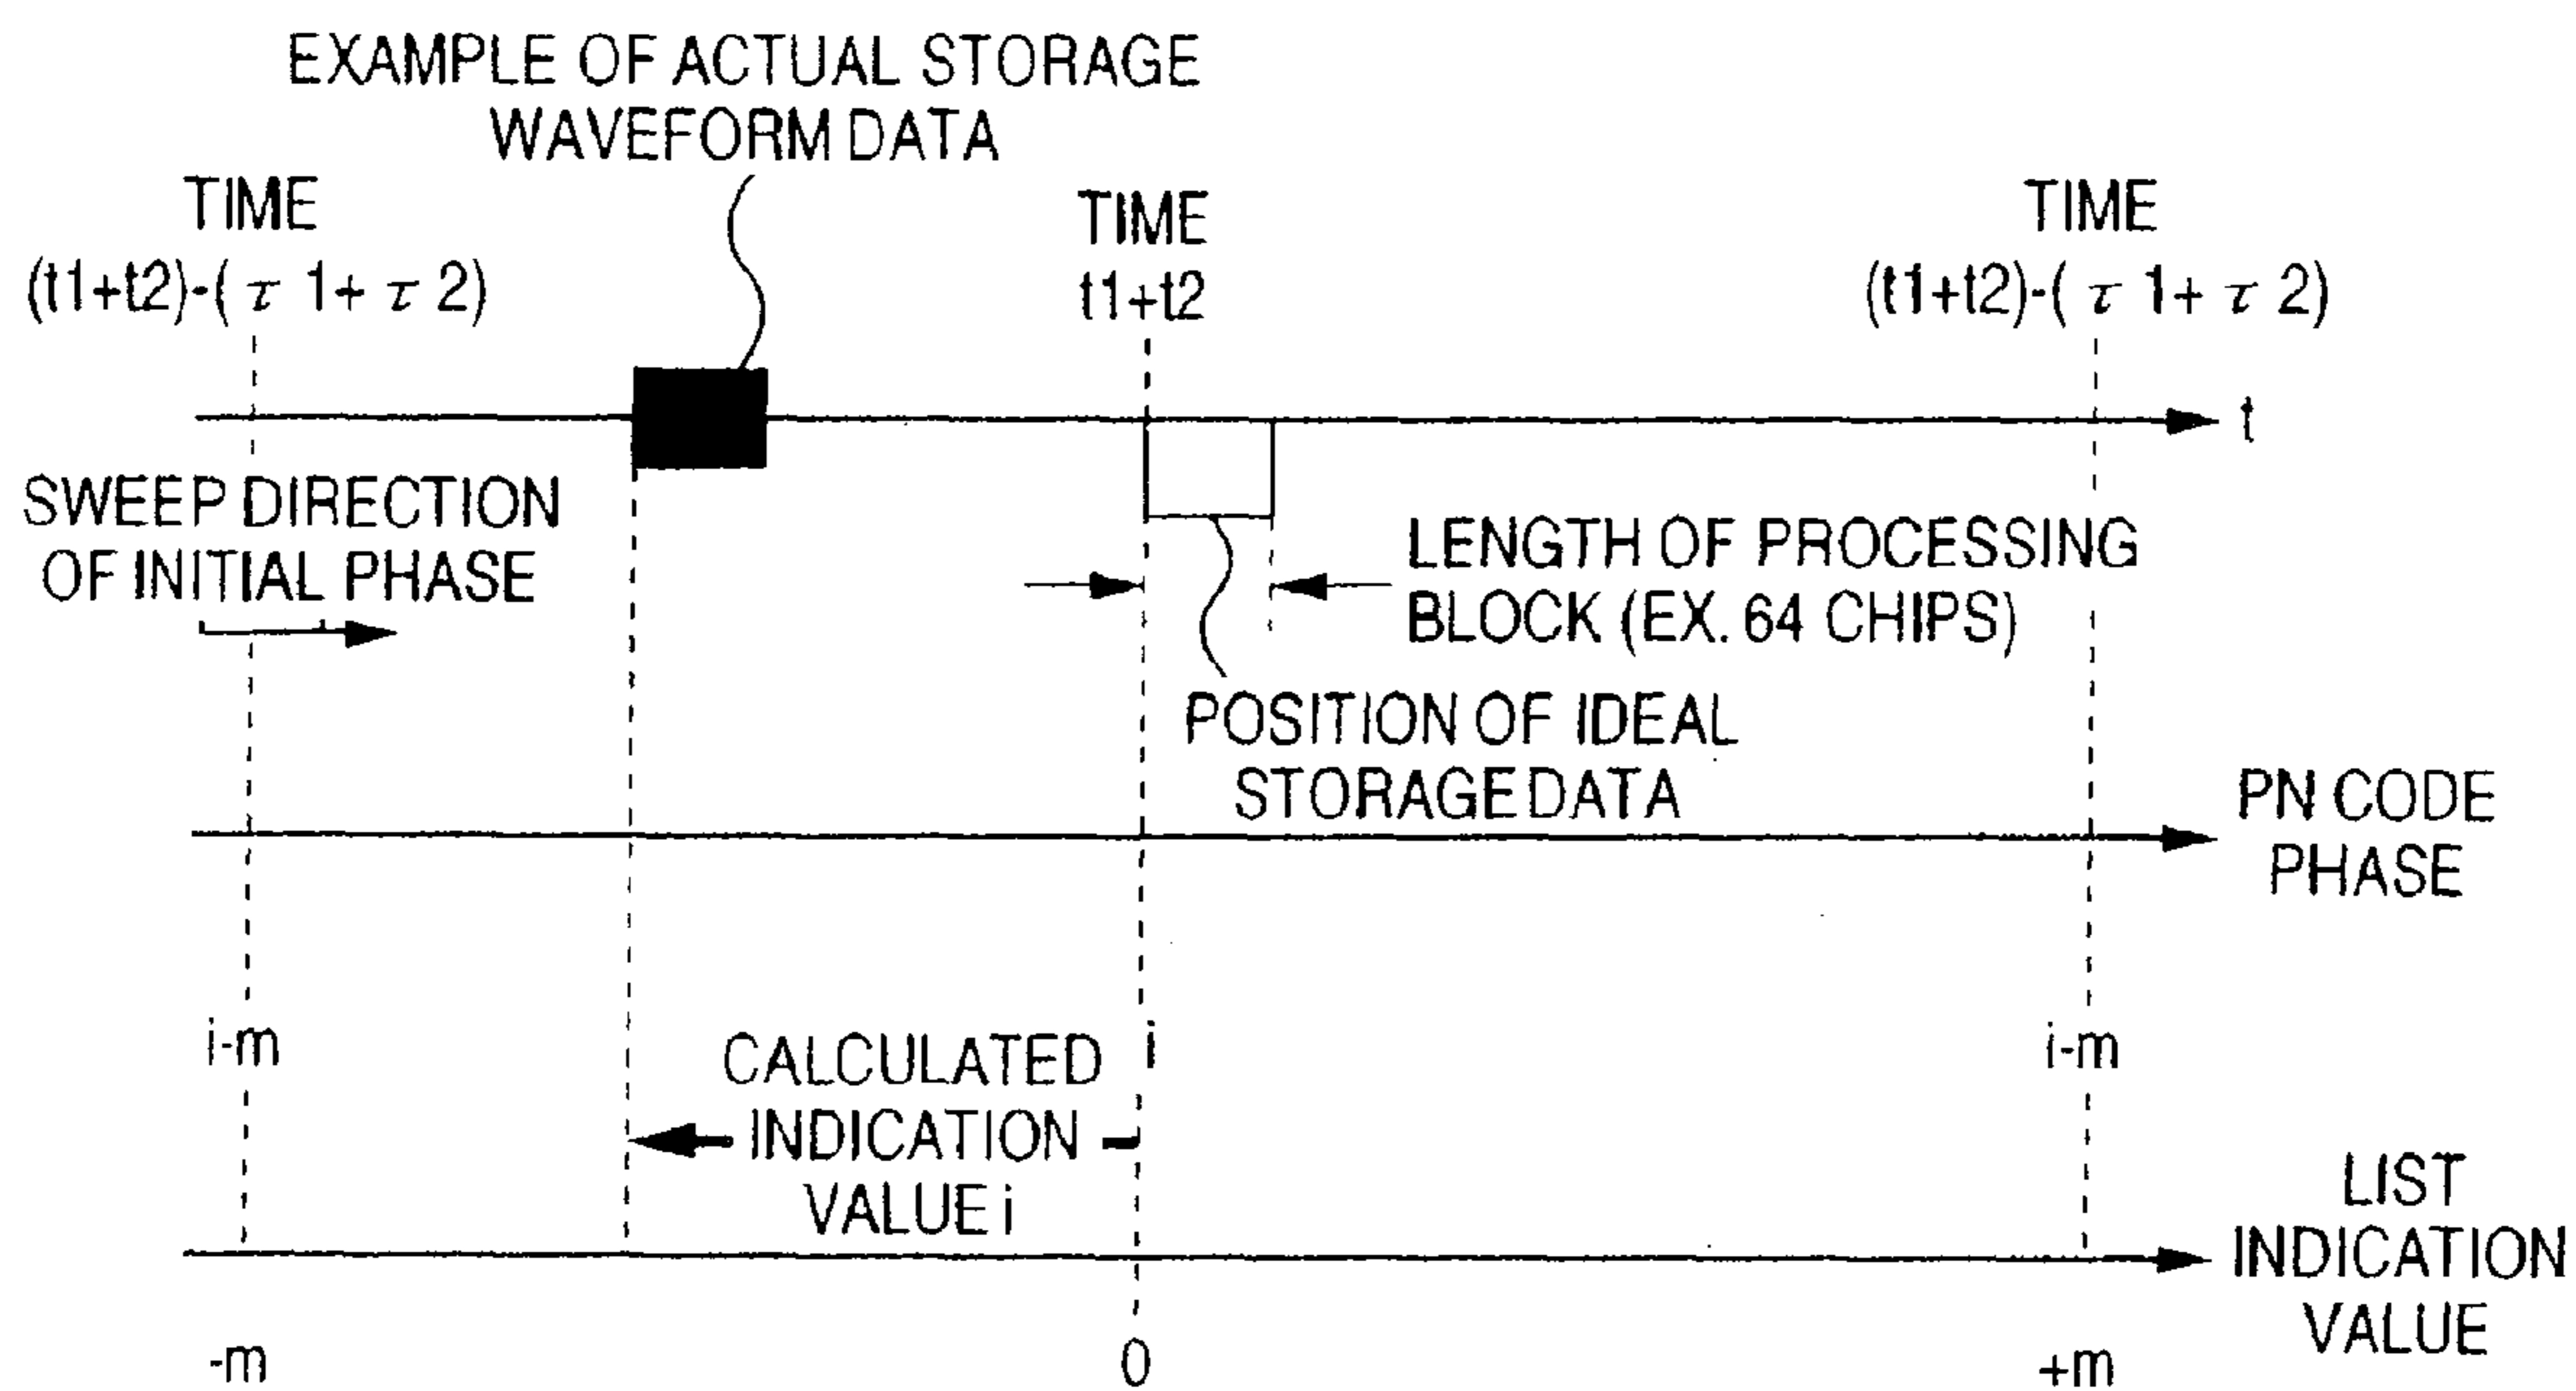 EXAMPLE OF ACTUAL STORAGE
WAVEFORM DATA
TIME
(t1+t2)-( τ 1+ τ 2)
TIME
t1+t2
TIME
(t1+t2)-( τ 1+ τ 2)
t
SWEEP DIRECTION
OF INITIAL PHASE
LENGTH OF PROCESSING
BLOCK (EX. 64 CHIPS)
POSITION OF IDEAL
STORAGE DATA
PN CODE
PHASE
i-m
i
i-m
CALCULATED
INDICATION
VALUE i
LIST
INDICATION
VALUE
-m
0
+m